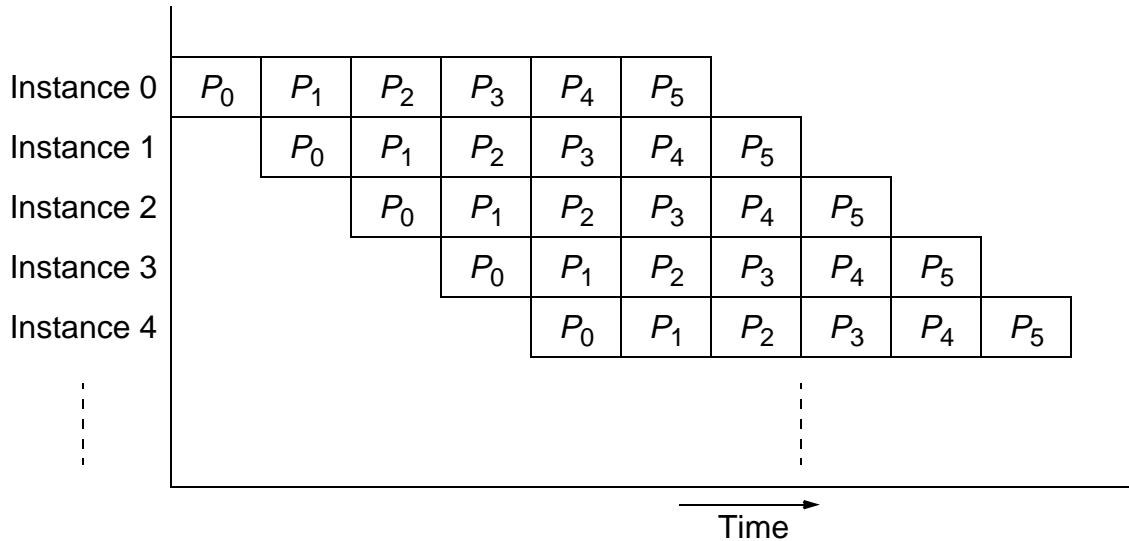 Instance 0 P0 P1 P2 P3 P4 P5
Instance 1 P0 P1 P2 P3 P4 P5
Instance 2 P0 P1 P2 P3 P4 P5
Instance 3 P0 P1 P2 P3 P4 P5
Instance 4 P0 P1 P2 P3 P4 P5
Time